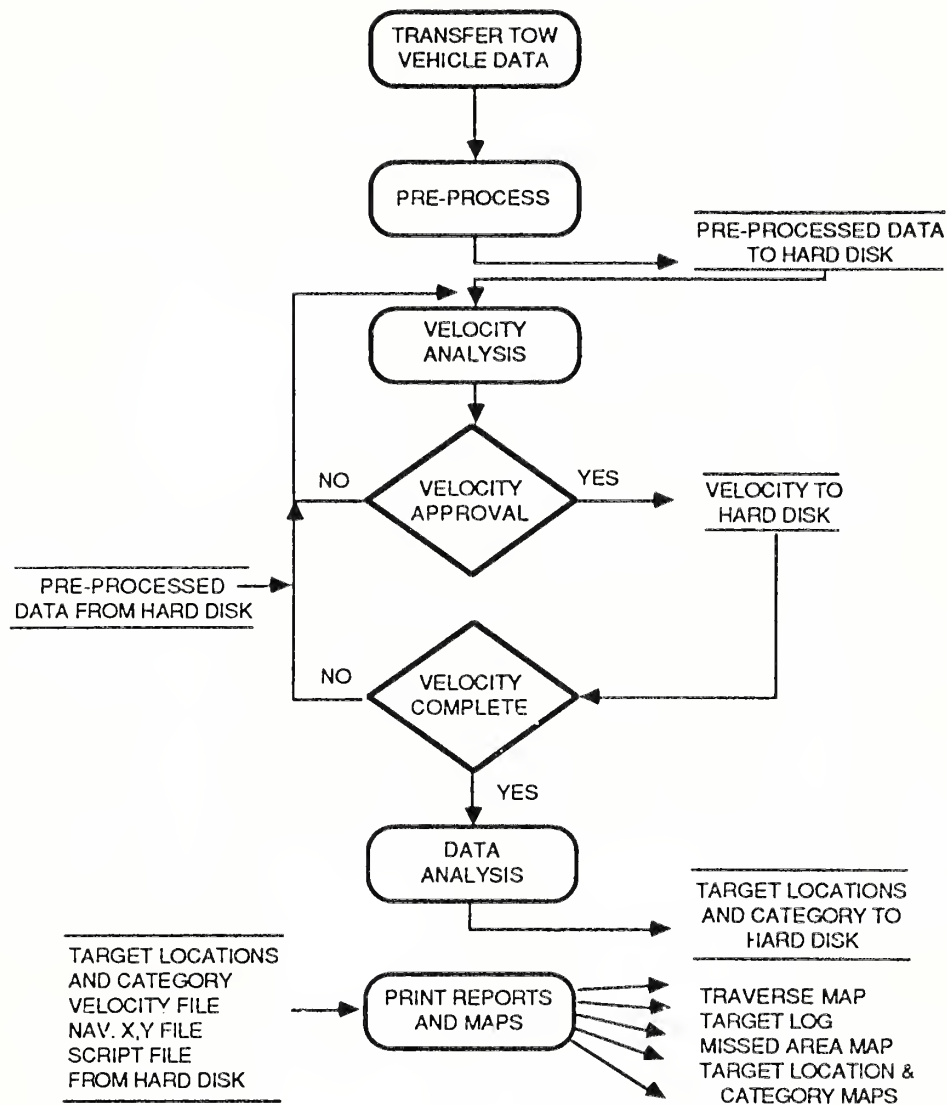 TRANSFER TOW
VEHICLE DATA
PRE-PROCESS
PRE-PROCESSED DATA
TO HARD DISK
VELOCITY
ANALYSIS
NO
VELOCITY
APPROVAL
YES
VELOCITY TO
HARD DISK
PRE-PROCESSED
DATA FROM HARD DISK
NO
VELOCITY
COMPLETE
YES
DATA
ANALYSIS
TARGET LOCATIONS
AND CATEGORY TO
HARD DISK
TARGET LOCATIONS
AND CATEGORY
VELOCITY FILE
NAV. X,Y FILE
SCRIPT FILE
FROM HARD DISK
PRINT REPORTS
AND MAPS
TRAVERSE MAP
TARGET LOG
MISSED AREA MAP
TARGET LOCATION &
CATEGORY MAPS